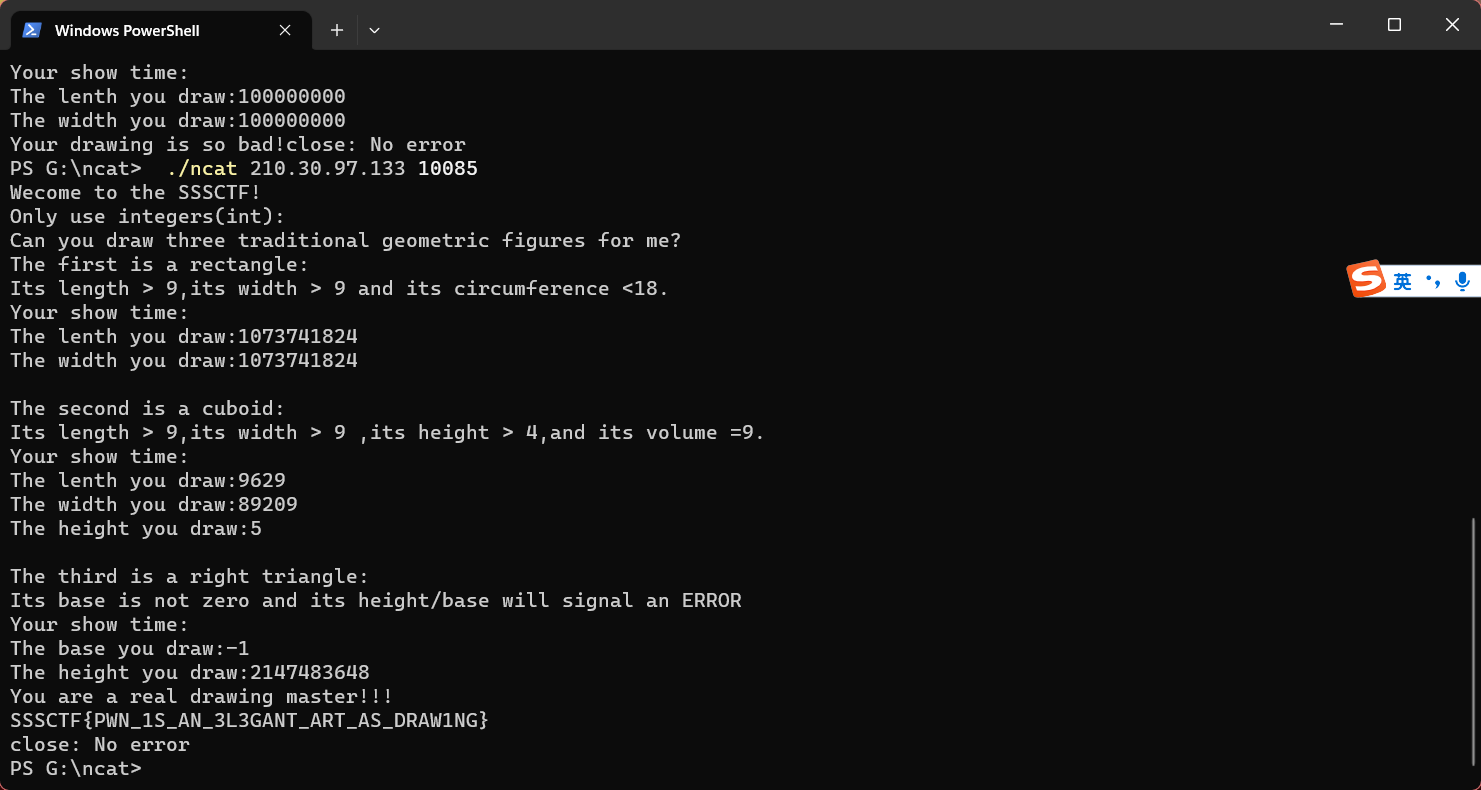 Windows PowerShell
Your show time:
The lenth you draw:100000000
The width you draw:100000000
Your drawing is so bad!close: No error
PS G:\ncat>  ./ncat 210.30.97.133 10085
Wecome to the SSSCTF!
Only use integers(int):
Can you draw three traditional geometric figures for me?
The first is a rectangle:
Its length > 9,its width > 9 and its circumference <18.
Your show time:
The lenth you draw:1073741824
The width you draw:1073741824
The second is a cuboid:
Its length > 9,its width > 9 ,its height > 4,and its volume =9.
Your show time:
The lenth you draw:9629
The width you draw:89209
The height you draw:5
The third is a right triangle:
Its base is not zero and its height/base will signal an ERROR
Your show time:
The base you draw:-1
The height you draw:2147483648
You are a real drawing master!!!
SSSCTF{PWN_1S_AN_3L3GANT_ART_AS_DRAW1NG}
close: No error
PS G:\ncat>
S 英